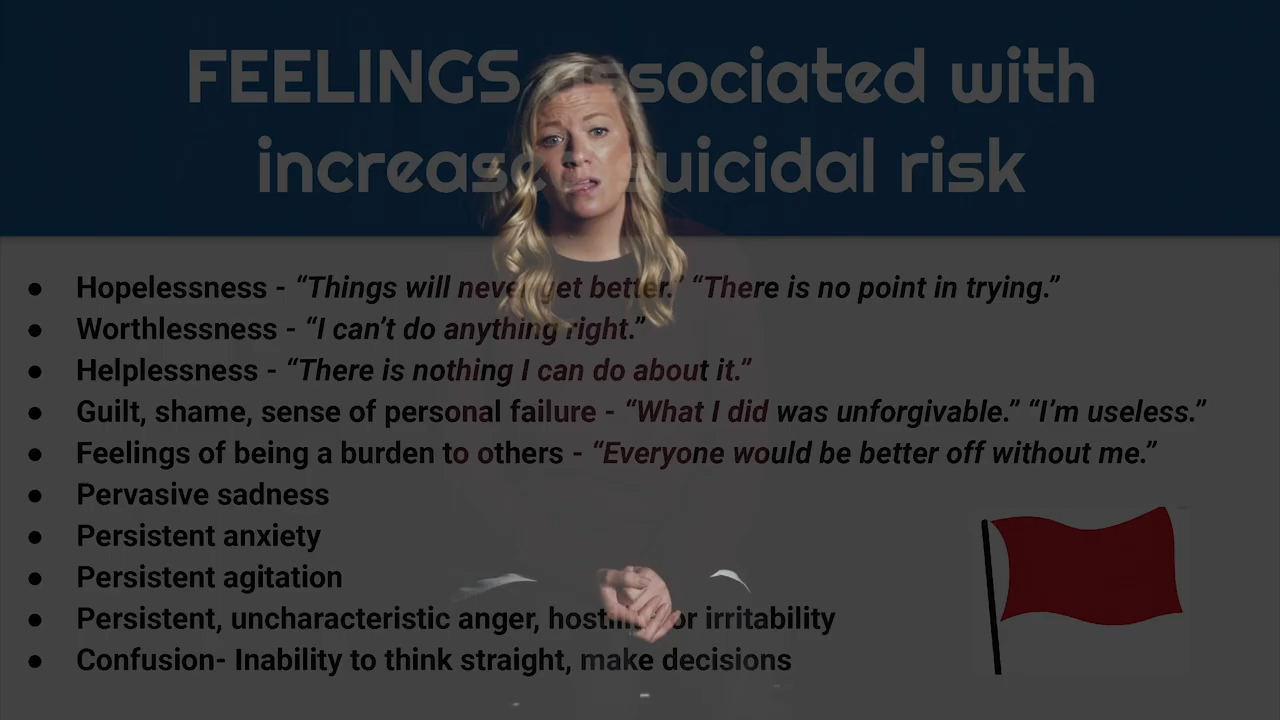 FEELINGS associated with
increased suicidal risk
● Hopelessness - “Things will never get better.” “There is no point in trying.”
● Worthlessness - “I can’t do anything right.”
● Helplessness - “There is nothing I can do about it.”
● Guilt, shame, sense of personal failure - “What I did was unforgivable.” “I’m useless.”
● Feelings of being a burden to others - “Everyone would be better off without me.”
● Pervasive sadness
● Persistent anxiety
● Persistent agitation
● Persistent, uncharacteristic anger, hostility or irritability
● Confusion- Inability to think straight, make decisions